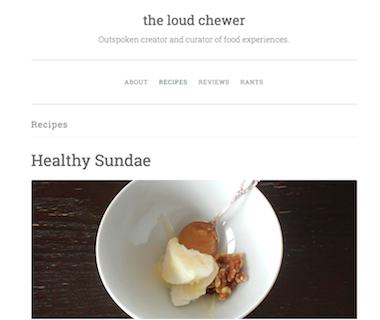 the loud chewer
Outspoken creator and curator of food experiences.
ABOUT RECIPES REVIEWS RANTS
Recipes
Healthy Sundae